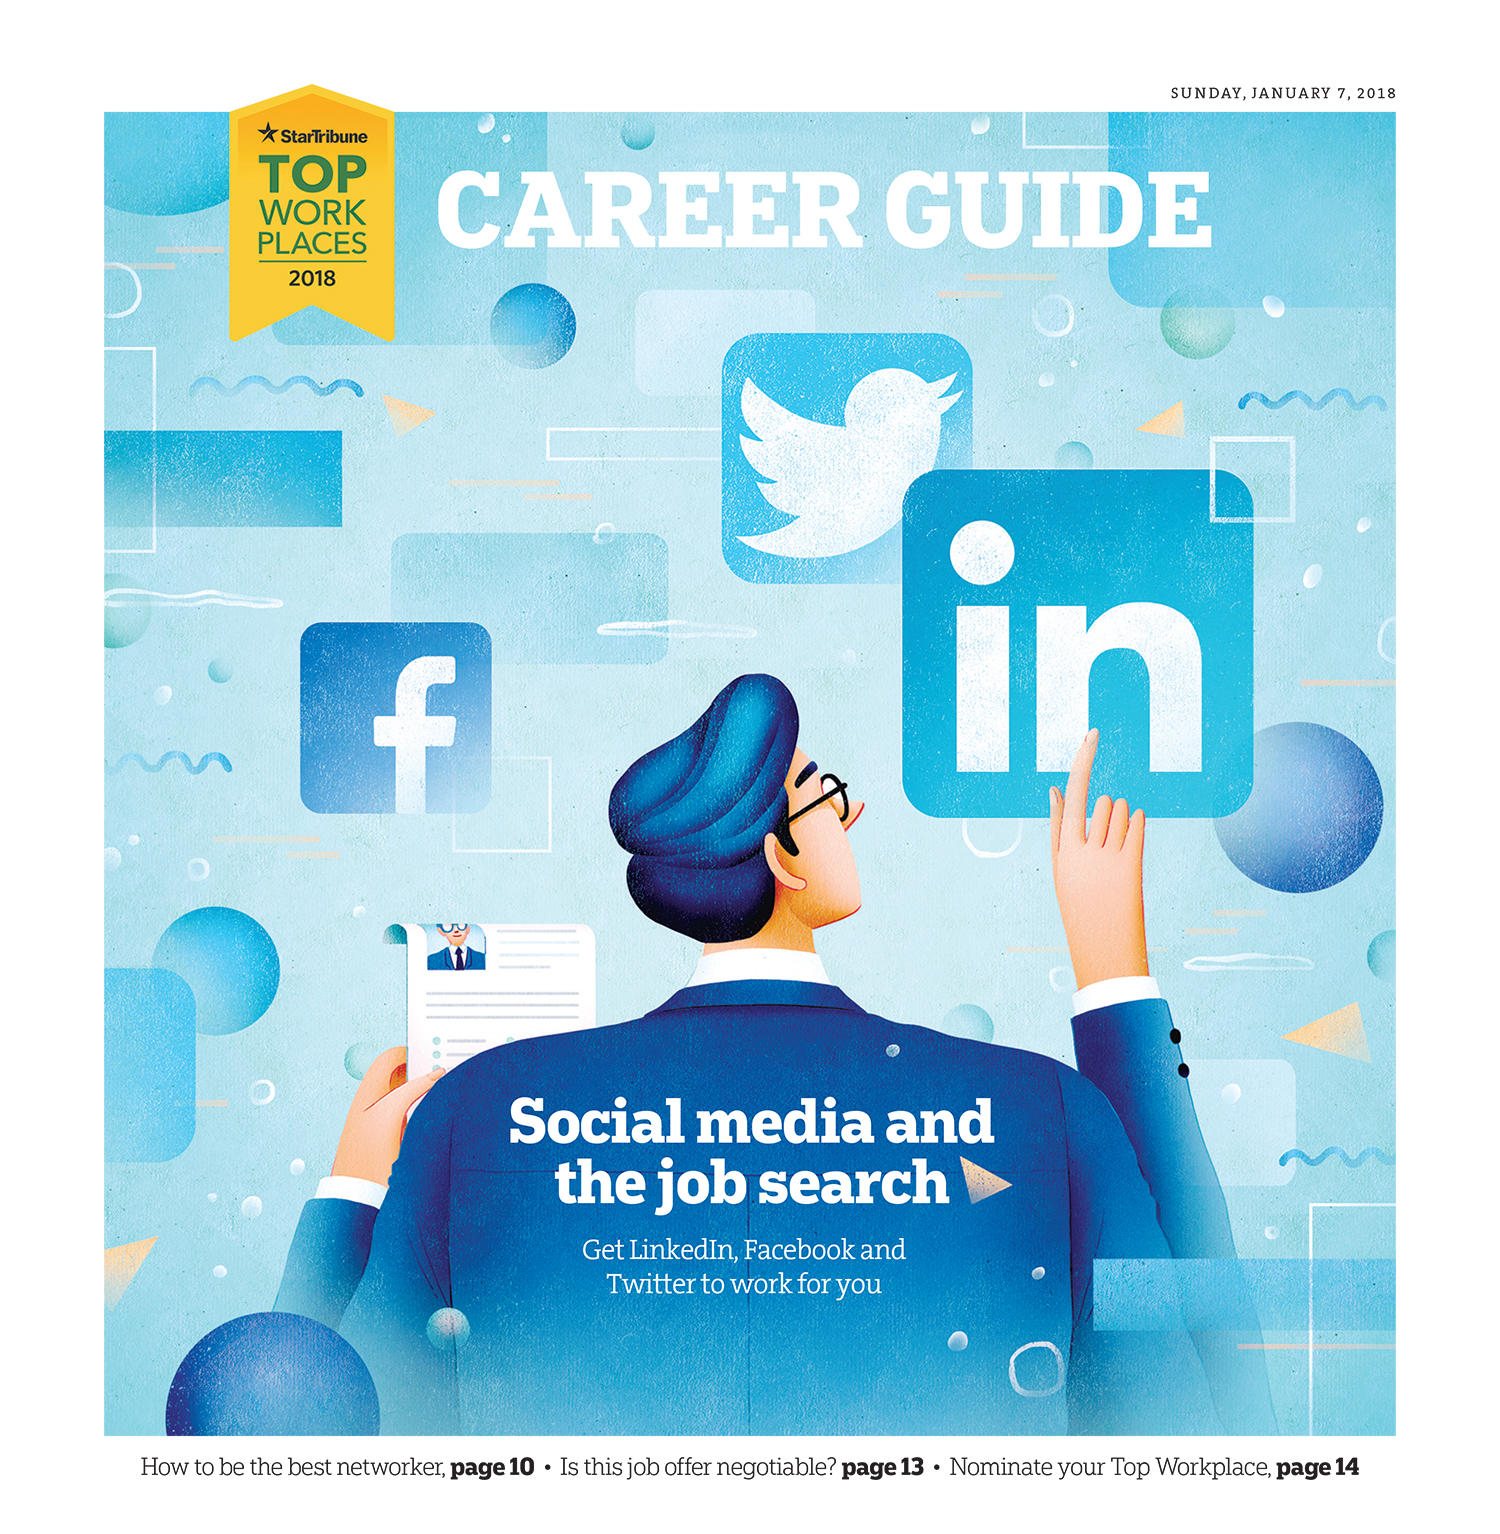 SUNDAY, JANUARY 7, 2018
StarTribune
TOP
WORK
PLACES
2018
CAREER GUIDE
f
in
Social media and
the job search
Get LinkedIn, Facebook and
Twitter to work for you
How to be the best networker, page 10 • Is this job offer negotiable? page 13 • Nominate your Top Workplace, page 14